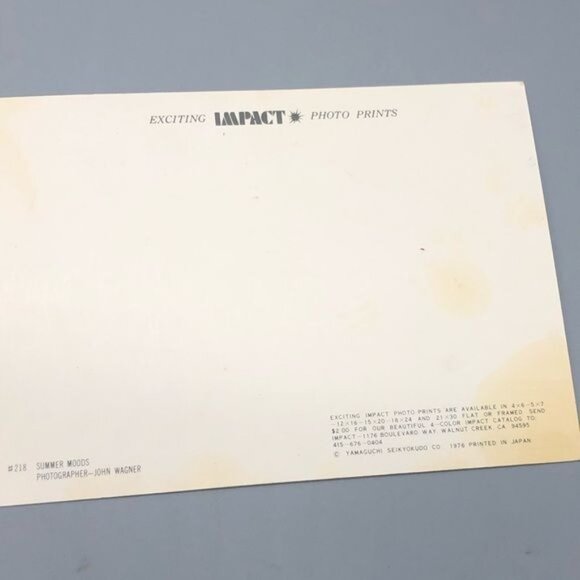 EXCITING IMPACT PHOTO PRINTS
EXCITING IMPACT PHOTO PRINTS ARE AVAILABLE IN 4×6-5×7
-12×16-15×20-18×24 AND 21×30 FLAT OR FRAMED. SEND
$2.00 FOR OUR BEAUTIFUL 4-COLOR IMPACT CATALOG TO:
IMPACT-1176 BOULEVARD WAY, WALNUT CREEK, CA. 94595
415-676-0404
© YAMAGUCHI SEIKYOKUDO CO. 1976 PRINTED IN JAPAN
#218 SUMMER MOODS
PHOTOGRAPHER-JOHN WAGNER